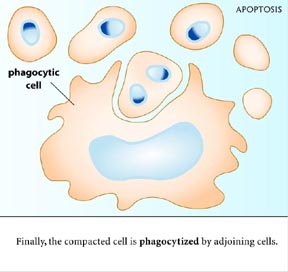 APOPTOSIS
phagocytic
cell
Finally, the compacted cell is phagocytized by adjoining cells.